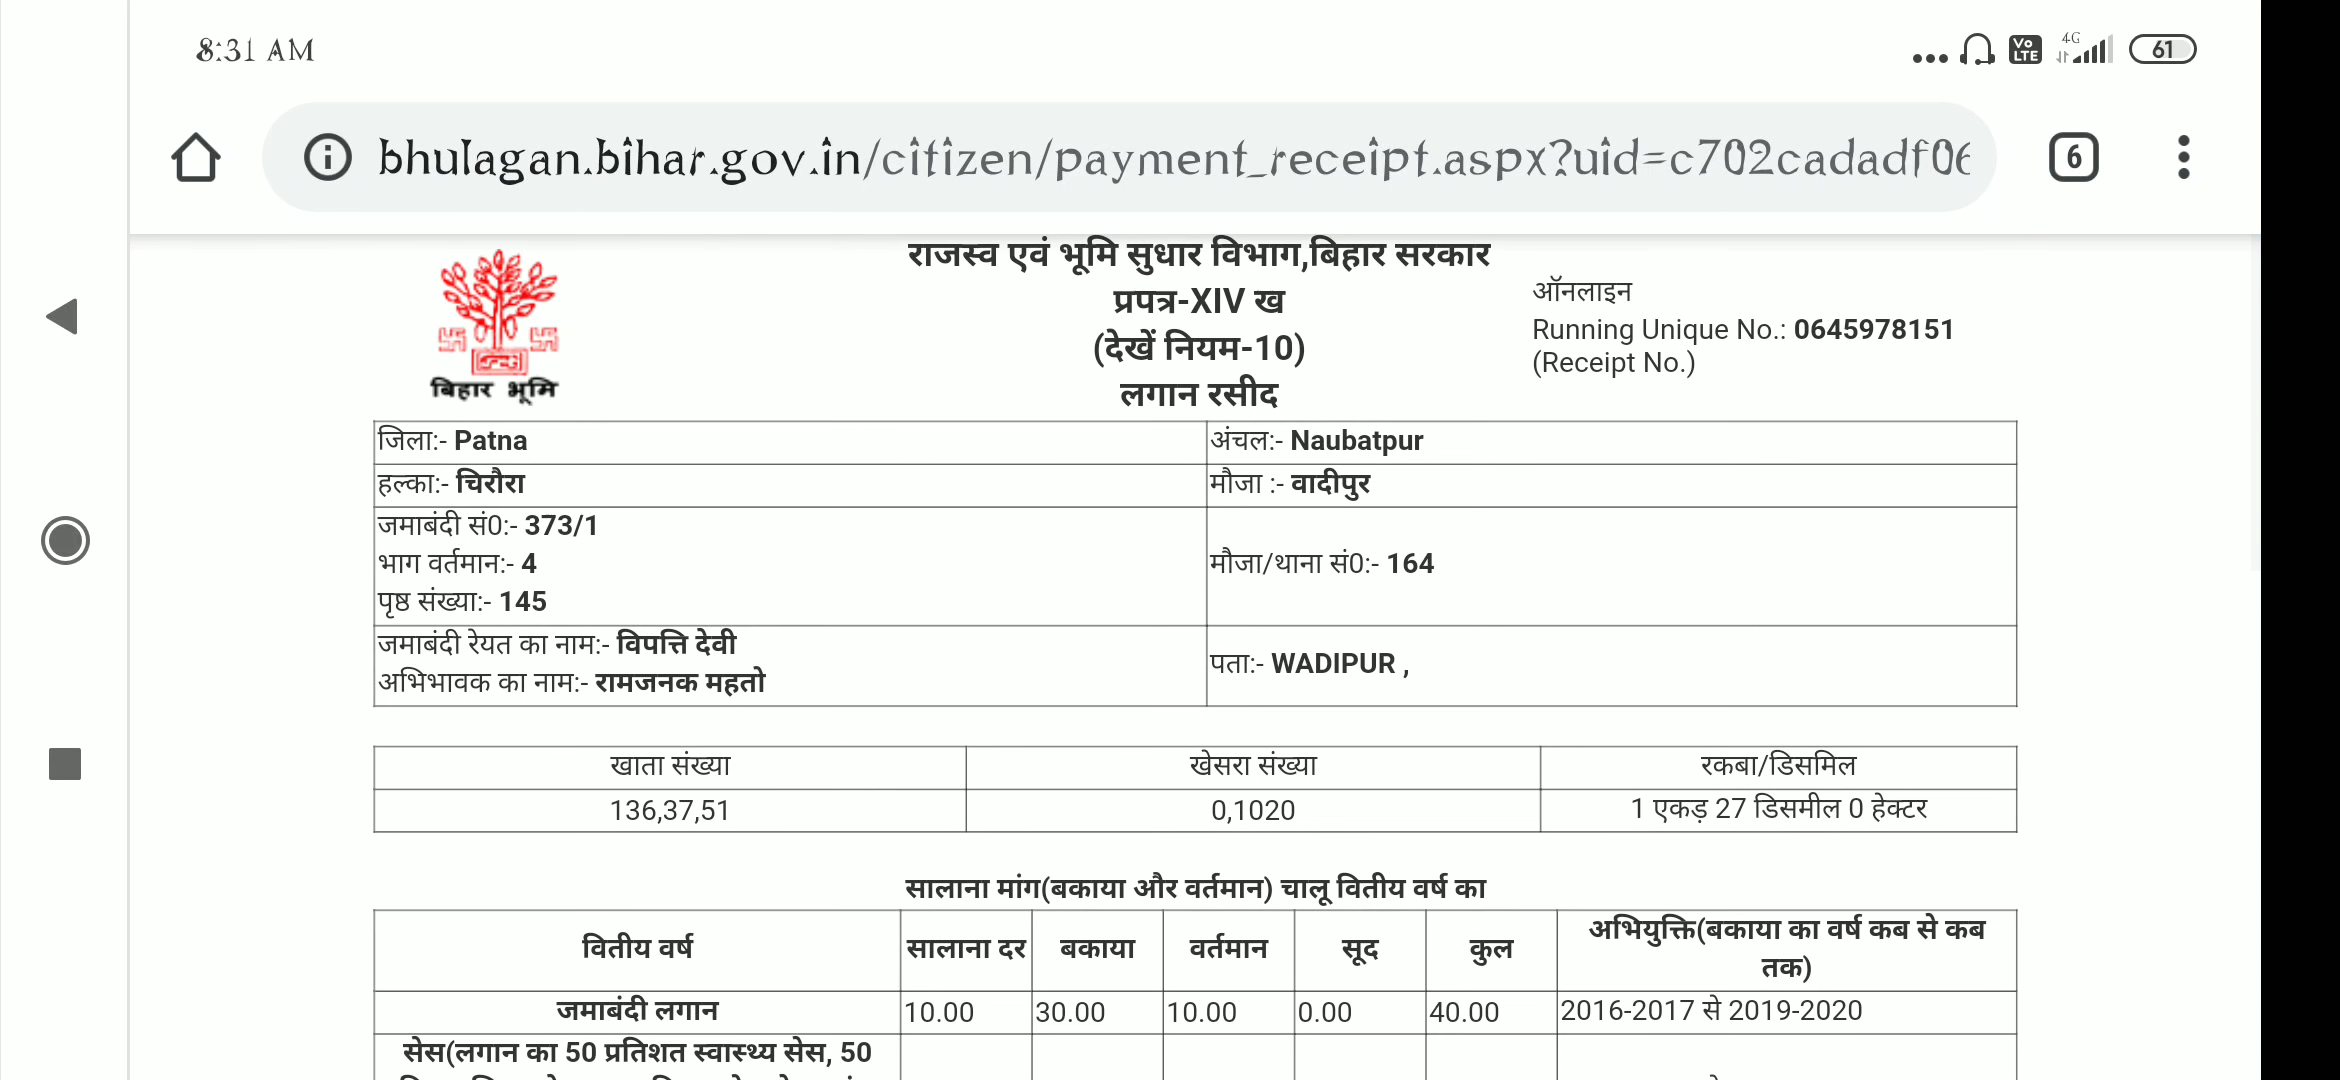 8:31 AM
Vo LTE 4G 61
bhulagan.bihar.gov.in/citizen/payment_receipt.aspx?uid=c702cadadf06
6
राजस्व एवं भूमि सुधार विभाग,बिहार सरकार
प्रपत्र-XIV ख
(देखें नियम-10)
लगान रसीद
ऑनलाइन
Running Unique No.: 0645978151
(Receipt No.)
बिहार भूमि
जिला:- Patna
अंचल:- Naubatpur
हल्का:- चिरौरा
मौजा :- वादीपुर
जमाबंदी सं0:- 373/1
भाग वर्तमान:- 4
पृष्ठ संख्या:- 145
मौजा/थाना सं0:- 164
जमाबंदी रेयत का नाम:- विपत्ति देवी
अभिभावक का नाम:- रामजनक महतो
पता:- WADIPUR ,
खाता संख्या खेसरा संख्या रकबा/डिसमिल
136,37,51 0,1020 1 एकड़ 27 डिसमील 0 हेक्टर
सालाना मांग(बकाया और वर्तमान) चालू वितीय वर्ष का
वितीय वर्ष सालाना दर बकाया वर्तमान सूद कुल अभियुक्ति(बकाया का वर्ष कब से कब
तक)
जमाबंदी लगान 10.00 30.00 10.00 0.00 40.00 2016-2017 से 2019-2020
सेस(लगान का 50 प्रतिशत स्वास्थ्य सेस, 50